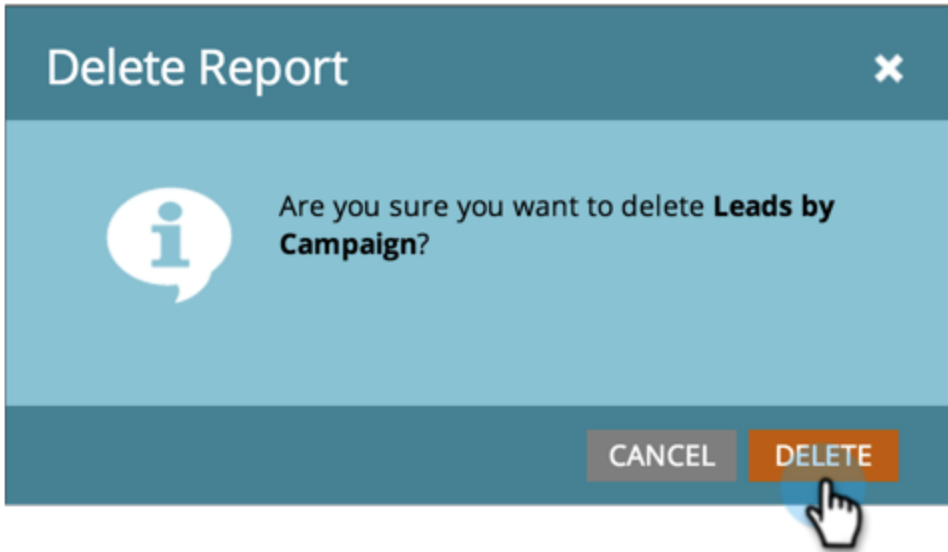 Delete Report
Are you sure you want to delete Leads by
Campaign?
CANCEL
DELETE